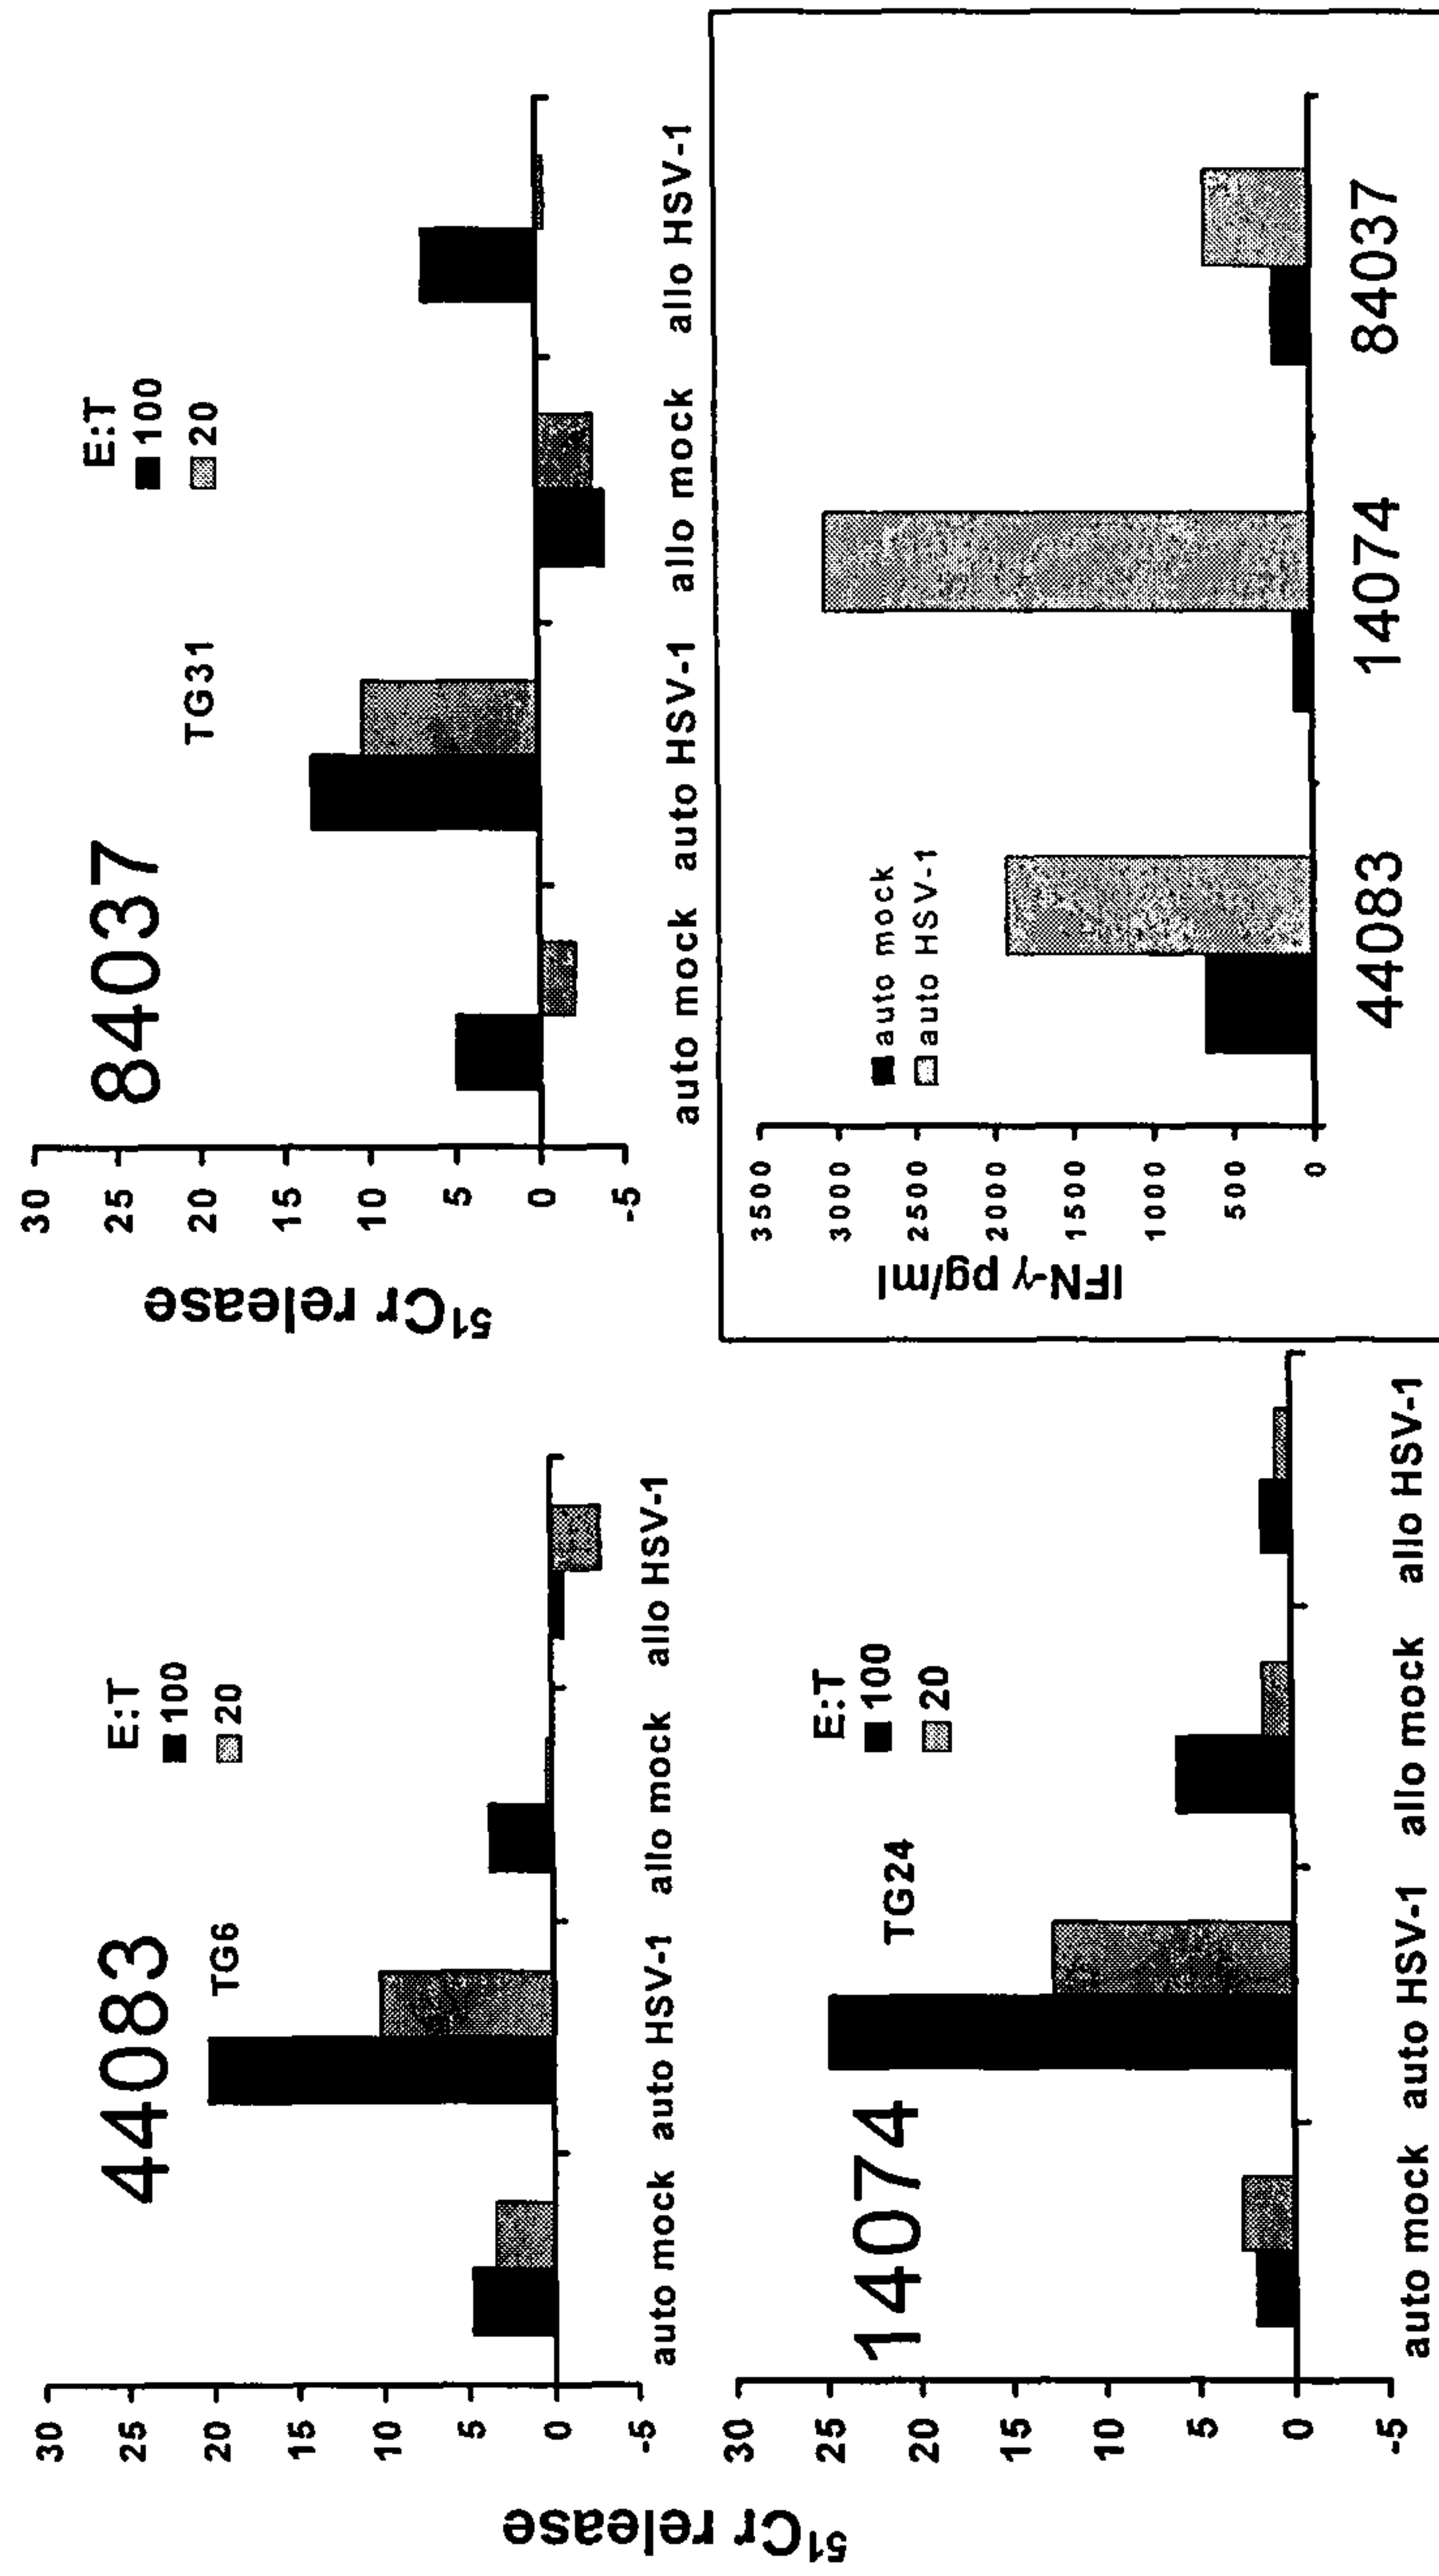 44083
TG6
E:T
100
20
30
25
20
15
10
5
0
-5
51Cr release
auto mock auto HSV-1 allo mock allo HSV-1
84037
TG31
E:T
100
20
30
25
20
15
10
5
0
-5
51Cr release
auto mock auto HSV-1 allo mock allo HSV-1
14074
TG24
E:T
100
20
30
25
20
15
10
5
0
-5
51Cr release
auto mock auto HSV-1 allo mock allo HSV-1
auto mock
auto HSV-1
3500
3000
2500
2000
1500
1000
500
0
IFN-γ pg/ml
44083 14074 84037